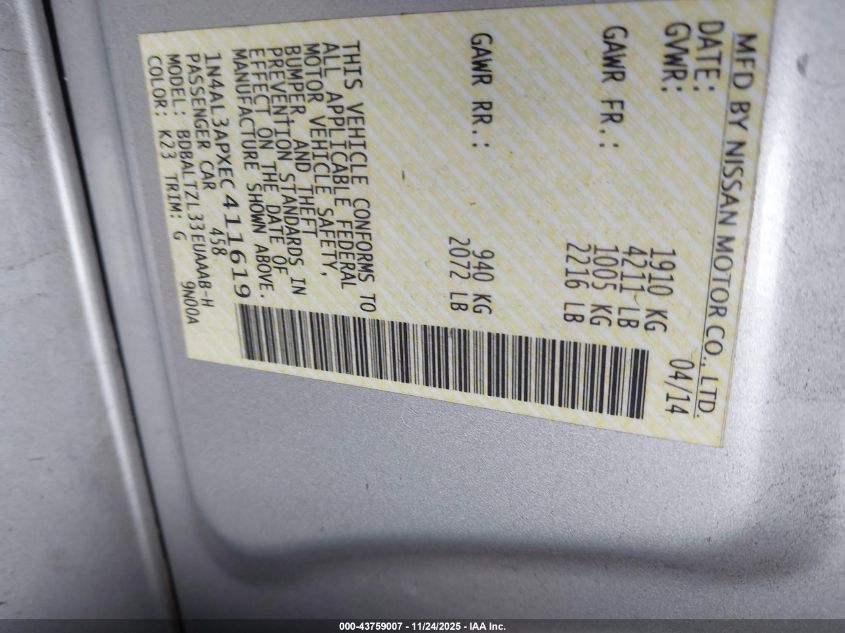 MFD BY NISSAN MOTOR CO., LTD.
DATE: 04/14
GVWR: 1910 KG
4211 LB
GAWR FR.: 1005 KG
2216 LB
GAWR RR.: 940 KG
2072 LB
THIS VEHICLE CONFORMS TO
ALL APPLICABLE FEDERAL
MOTOR VEHICLE SAFETY,
BUMPER, AND THEFT
PREVENTION STANDARDS IN
EFFECT ON THE DATE OF
MANUFACTURE SHOWN ABOVE.
1N4AL3APXEC411619
PASSENGER CAR 458
MODEL: BDBALTZL33EUAAAB-H
COLOR: K23 TRIM: G 9N00A
000-43759007 - 11/24/2025 - IAA Inc.